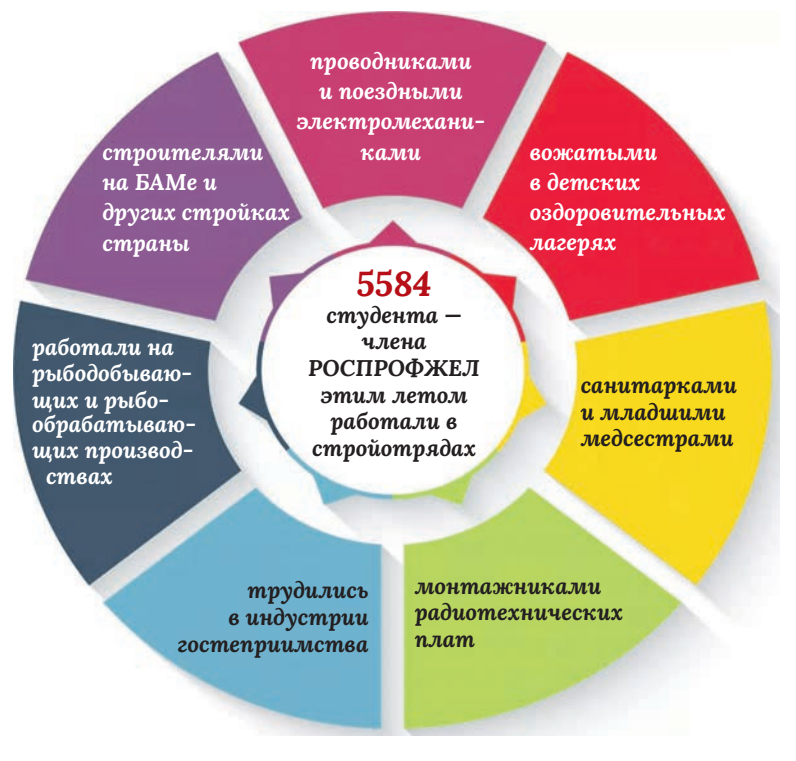 5584
студента —
члена
РОСПРОФЖЕЛ
этим летом
работали в
стройотрядах
проводниками
и поездными
электромехани-
ками
вожатыми
в детских
оздоровительных
лагерях
санитарками
и младшими
медсестрами
монтажниками
радиотехнических
плат
трудились
в индустрии
гостеприимства
работали на
рыбодобываю-
щих и рыбо-
обрабатываю-
щих производ-
ствах
строителями
на БАМе и
других стройках
страны